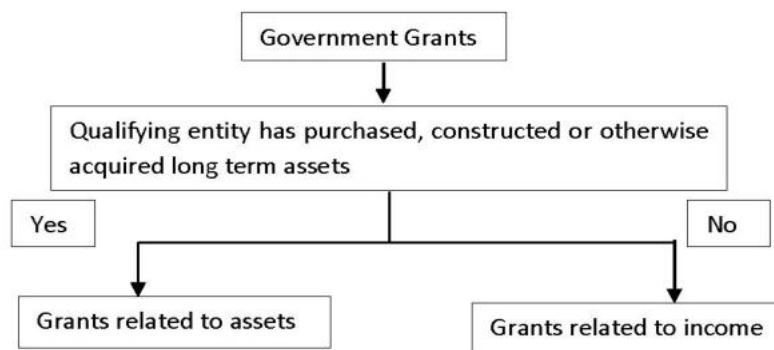 Government Grants
Qualifying entity has purchased, constructed or otherwise
acquired long term assets
Yes
No
Grants related to assets
Grants related to income